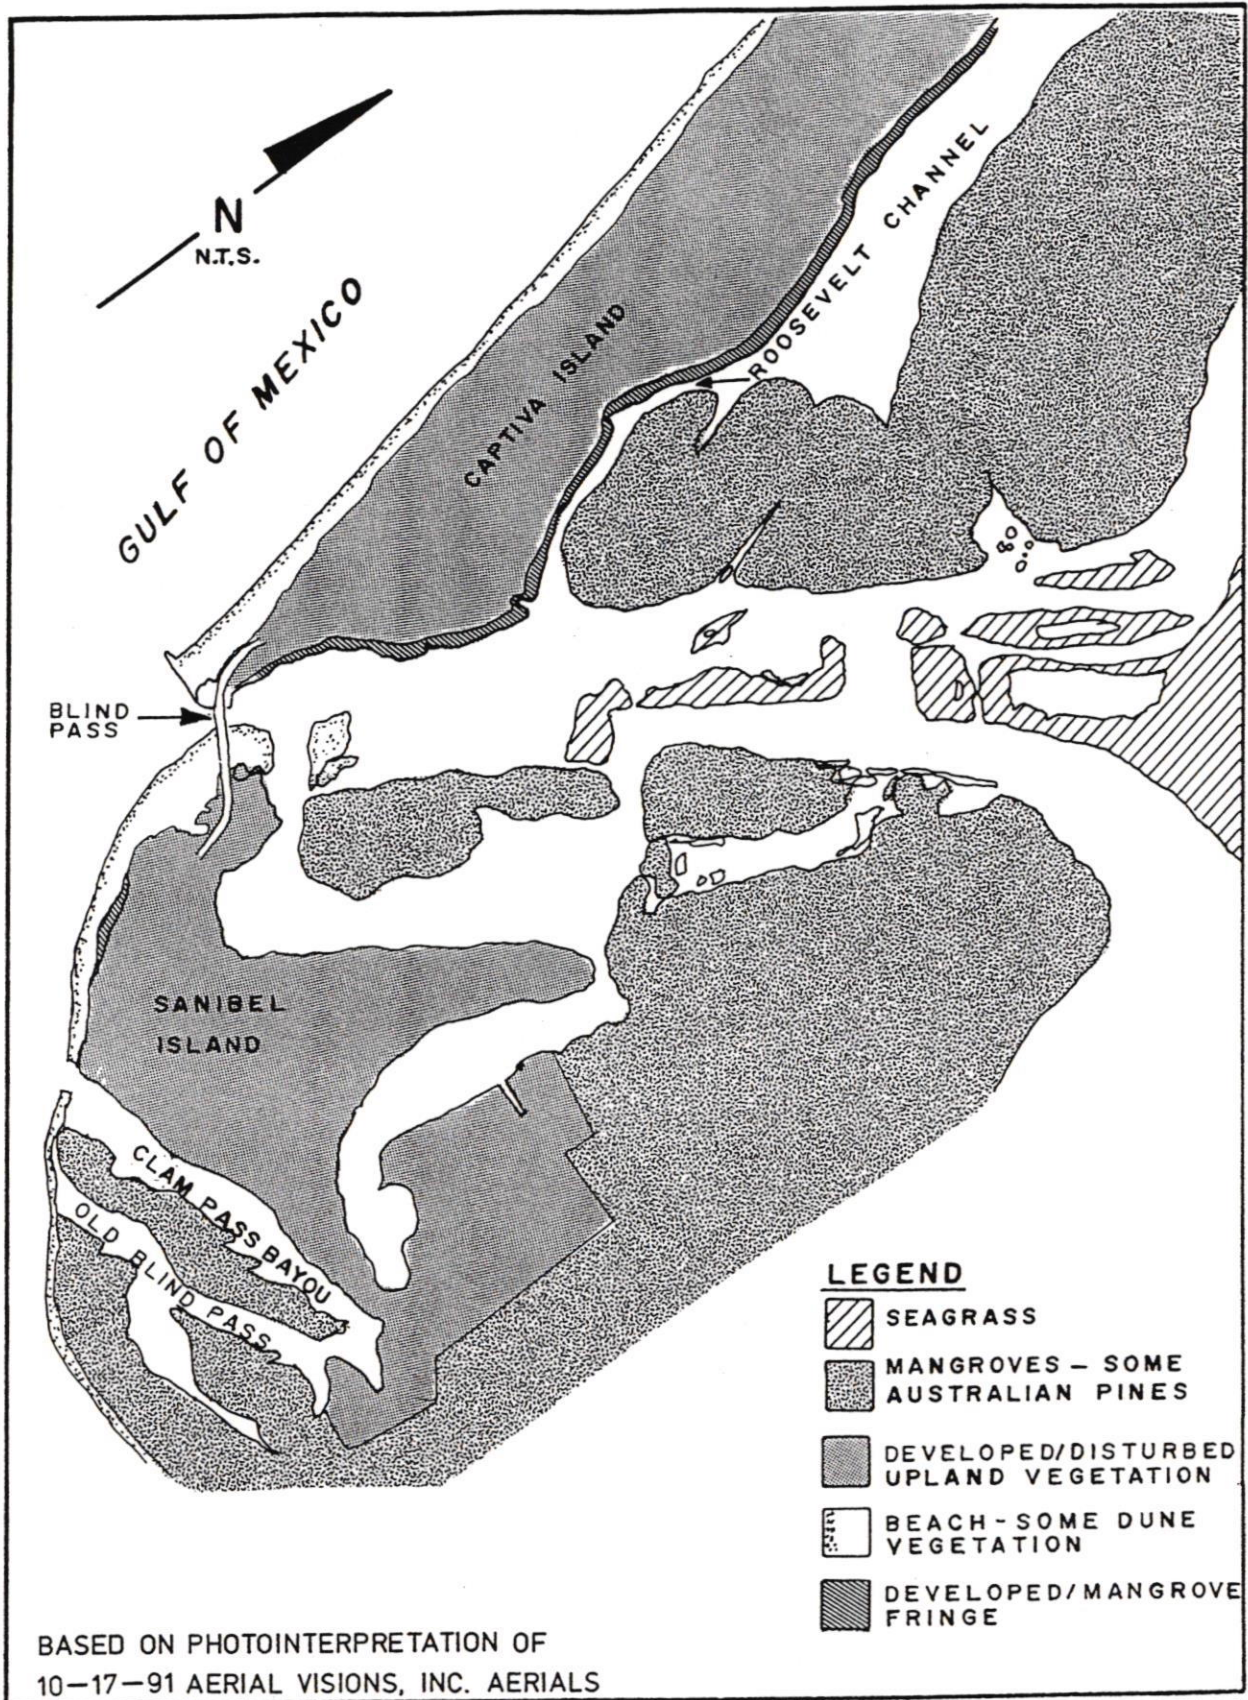 N
N.T.S.
GULF OF MEXICO
CAPTIVA ISLAND
ROOSEVELT CHANNEL
BLIND
PASS
SANIBEL
ISLAND
CLAM PASS BAYOU
OLD BLIND PASS
LEGEND
SEAGRASS
MANGROVES – SOME
AUSTRALIAN PINES
DEVELOPED/DISTURBED
UPLAND VEGETATION
BEACH-SOME DUNE
VEGETATION
DEVELOPED/MANGROVE
FRINGE
BASED ON PHOTOINTERPRETATION OF
10-17-91 AERIAL VISIONS, INC. AERIALS